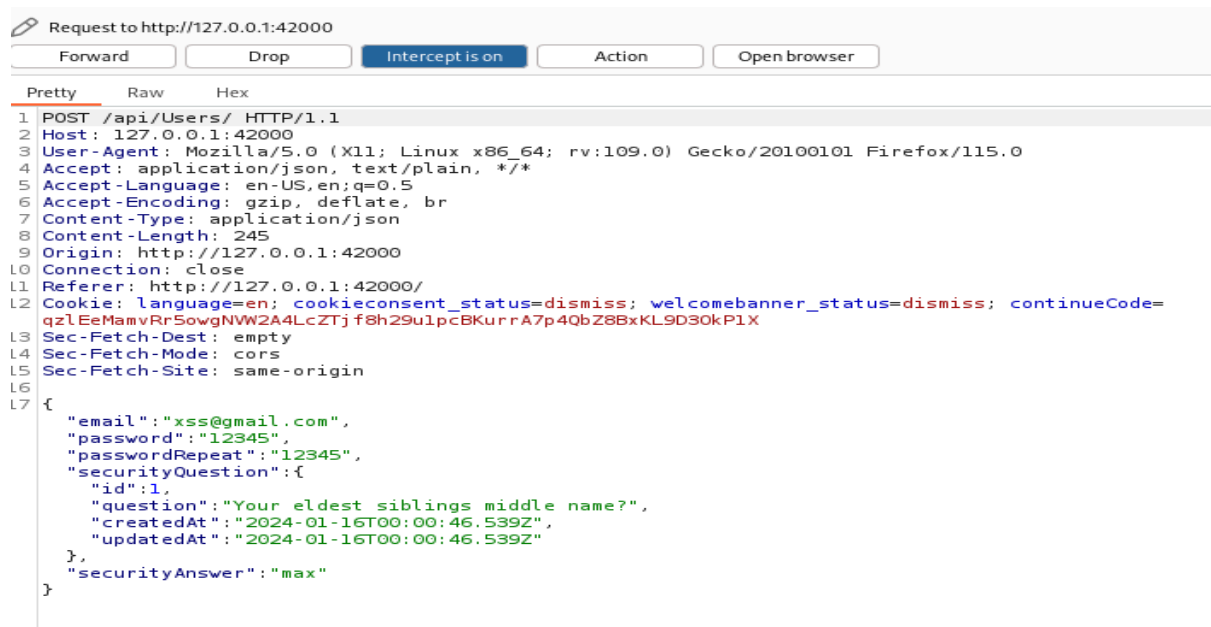 Request to http://127.0.0.1:42000
Forward Drop Intercept is on Action Open browser
Pretty Raw Hex
1 POST /api/Users/ HTTP/1.1
2 Host: 127.0.0.1:42000
3 User-Agent: Mozilla/5.0 (X11; Linux x86_64; rv:109.0) Gecko/20100101 Firefox/115.0
4 Accept: application/json, text/plain, */*
5 Accept-Language: en-US,en;q=0.5
6 Accept-Encoding: gzip, deflate, br
7 Content-Type: application/json
8 Content-Length: 245
9 Origin: http://127.0.0.1:42000
10 Connection: close
11 Referer: http://127.0.0.1:42000/
12 Cookie: language=en; cookieconsent_status=dismiss; welcomebanner_status=dismiss; continueCode=
qzlEeMamvRr5owgNVW2A4LcZTjf8h29u1pcBKurrA7p4QbZ8BxKL9D3OkP1X
13 Sec-Fetch-Dest: empty
14 Sec-Fetch-Mode: cors
15 Sec-Fetch-Site: same-origin
16
17 {
"email":"xss@gmail.com",
"password":"12345",
"passwordRepeat":"12345",
"securityQuestion":{
"id":1,
"question":"Your eldest siblings middle name?",
"createdAt":"2024-01-16T00:00:46.539Z",
"updatedAt":"2024-01-16T00:00:46.539Z"
},
"securityAnswer":"max"
}